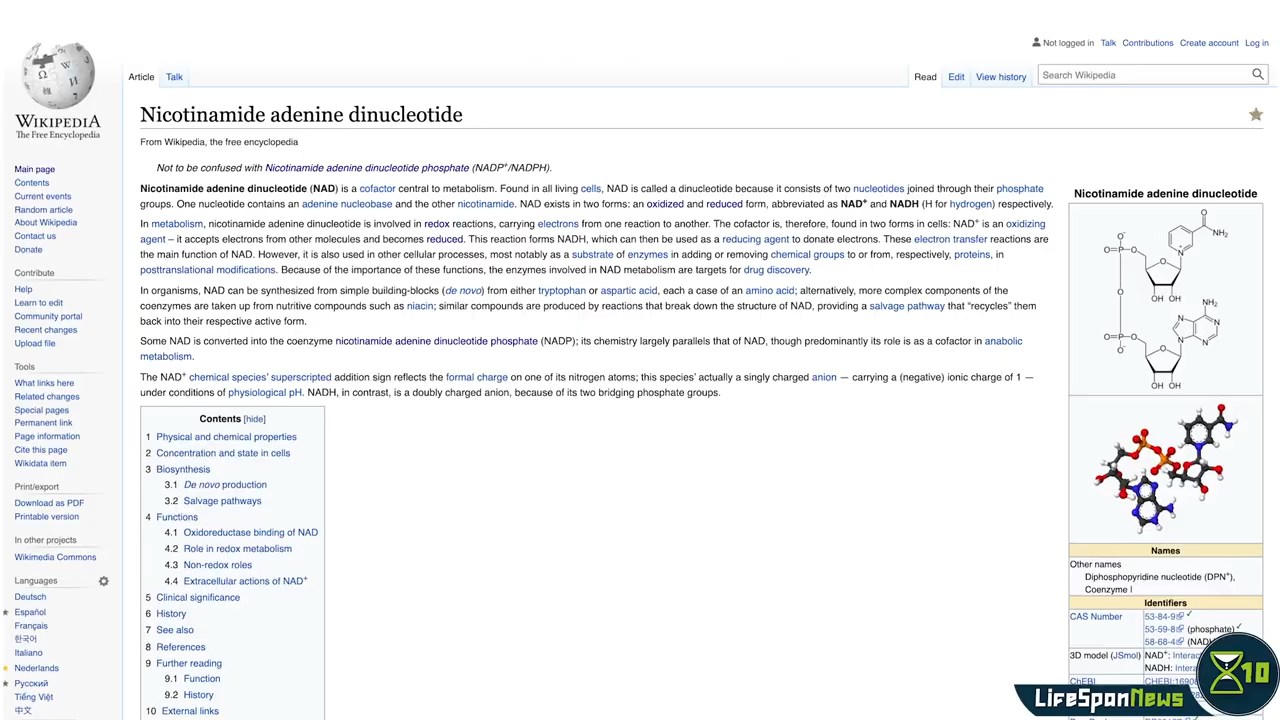 Not logged in Talk Contributions Create account Log in
Article Talk Read Edit View history Search Wikipedia
WIKIPEDIA
The Free Encyclopedia
Main page
Contents
Current events
Random article
About Wikipedia
Contact us
Donate
Contribute
Help
Learn to edit
Community portal
Recent changes
Upload file
Tools
What links here
Related changes
Special pages
Permanent link
Page information
Cite this page
Wikidata item
Print/export
Download as PDF
Printable version
In other projects
Wikimedia Commons
Languages
Deutsch
Español
Français
한국어
Italiano
Nederlands
Русский
Tiếng Việt
中文
Nicotinamide adenine dinucleotide
From Wikipedia, the free encyclopedia
Not to be confused with Nicotinamide adenine dinucleotide phosphate (NADP+/NADPH).
Nicotinamide adenine dinucleotide (NAD) is a cofactor central to metabolism. Found in all living cells, NAD is called a dinucleotide because it consists of two nucleotides joined through their phosphate
groups. One nucleotide contains an adenine nucleobase and the other nicotinamide. NAD exists in two forms: an oxidized and reduced form, abbreviated as NAD+ and NADH (H for hydrogen) respectively.
In metabolism, nicotinamide adenine dinucleotide is involved in redox reactions, carrying electrons from one reaction to another. The cofactor is, therefore, found in two forms in cells: NAD+ is an oxidizing
agent – it accepts electrons from other molecules and becomes reduced. This reaction forms NADH, which can then be used as a reducing agent to donate electrons. These electron transfer reactions are
the main function of NAD. However, it is also used in other cellular processes, most notably as a substrate of enzymes in adding or removing chemical groups to or from, respectively, proteins, in
posttranslational modifications. Because of the importance of these functions, the enzymes involved in NAD metabolism are targets for drug discovery.
In organisms, NAD can be synthesized from simple building-blocks (de novo) from either tryptophan or aspartic acid, each a case of an amino acid; alternatively, more complex components of the
coenzymes are taken up from nutritive compounds such as niacin; similar compounds are produced by reactions that break down the structure of NAD, providing a salvage pathway that "recycles" them
back into their respective active form.
Some NAD is converted into the coenzyme nicotinamide adenine dinucleotide phosphate (NADP); its chemistry largely parallels that of NAD, though predominantly its role is as a cofactor in anabolic
metabolism.
The NAD+ chemical species' superscripted addition sign reflects the formal charge on one of its nitrogen atoms; this species' actually a singly charged anion — carrying a (negative) ionic charge of 1 —
under conditions of physiological pH. NADH, in contrast, is a doubly charged anion, because of its two bridging phosphate groups.
Contents [hide]
1 Physical and chemical properties
2 Concentration and state in cells
3 Biosynthesis
3.1 De novo production
3.2 Salvage pathways
4 Functions
4.1 Oxidoreductase binding of NAD
4.2 Role in redox metabolism
4.3 Non-redox roles
4.4 Extracellular actions of NAD+
5 Clinical significance
6 History
7 See also
8 References
9 Further reading
9.1 Function
9.2 History
10 External links
Nicotinamide adenine dinucleotide
Names
Other names
Diphosphopyridine nucleotide (DPN+),
Coenzyme I
Identifiers
CAS Number 53-84-9
53-59-8 (phosphate)
58-68-4
3D model (JSmol) NAD+:
NADH:
ChEBI
LifeSpanNews
10